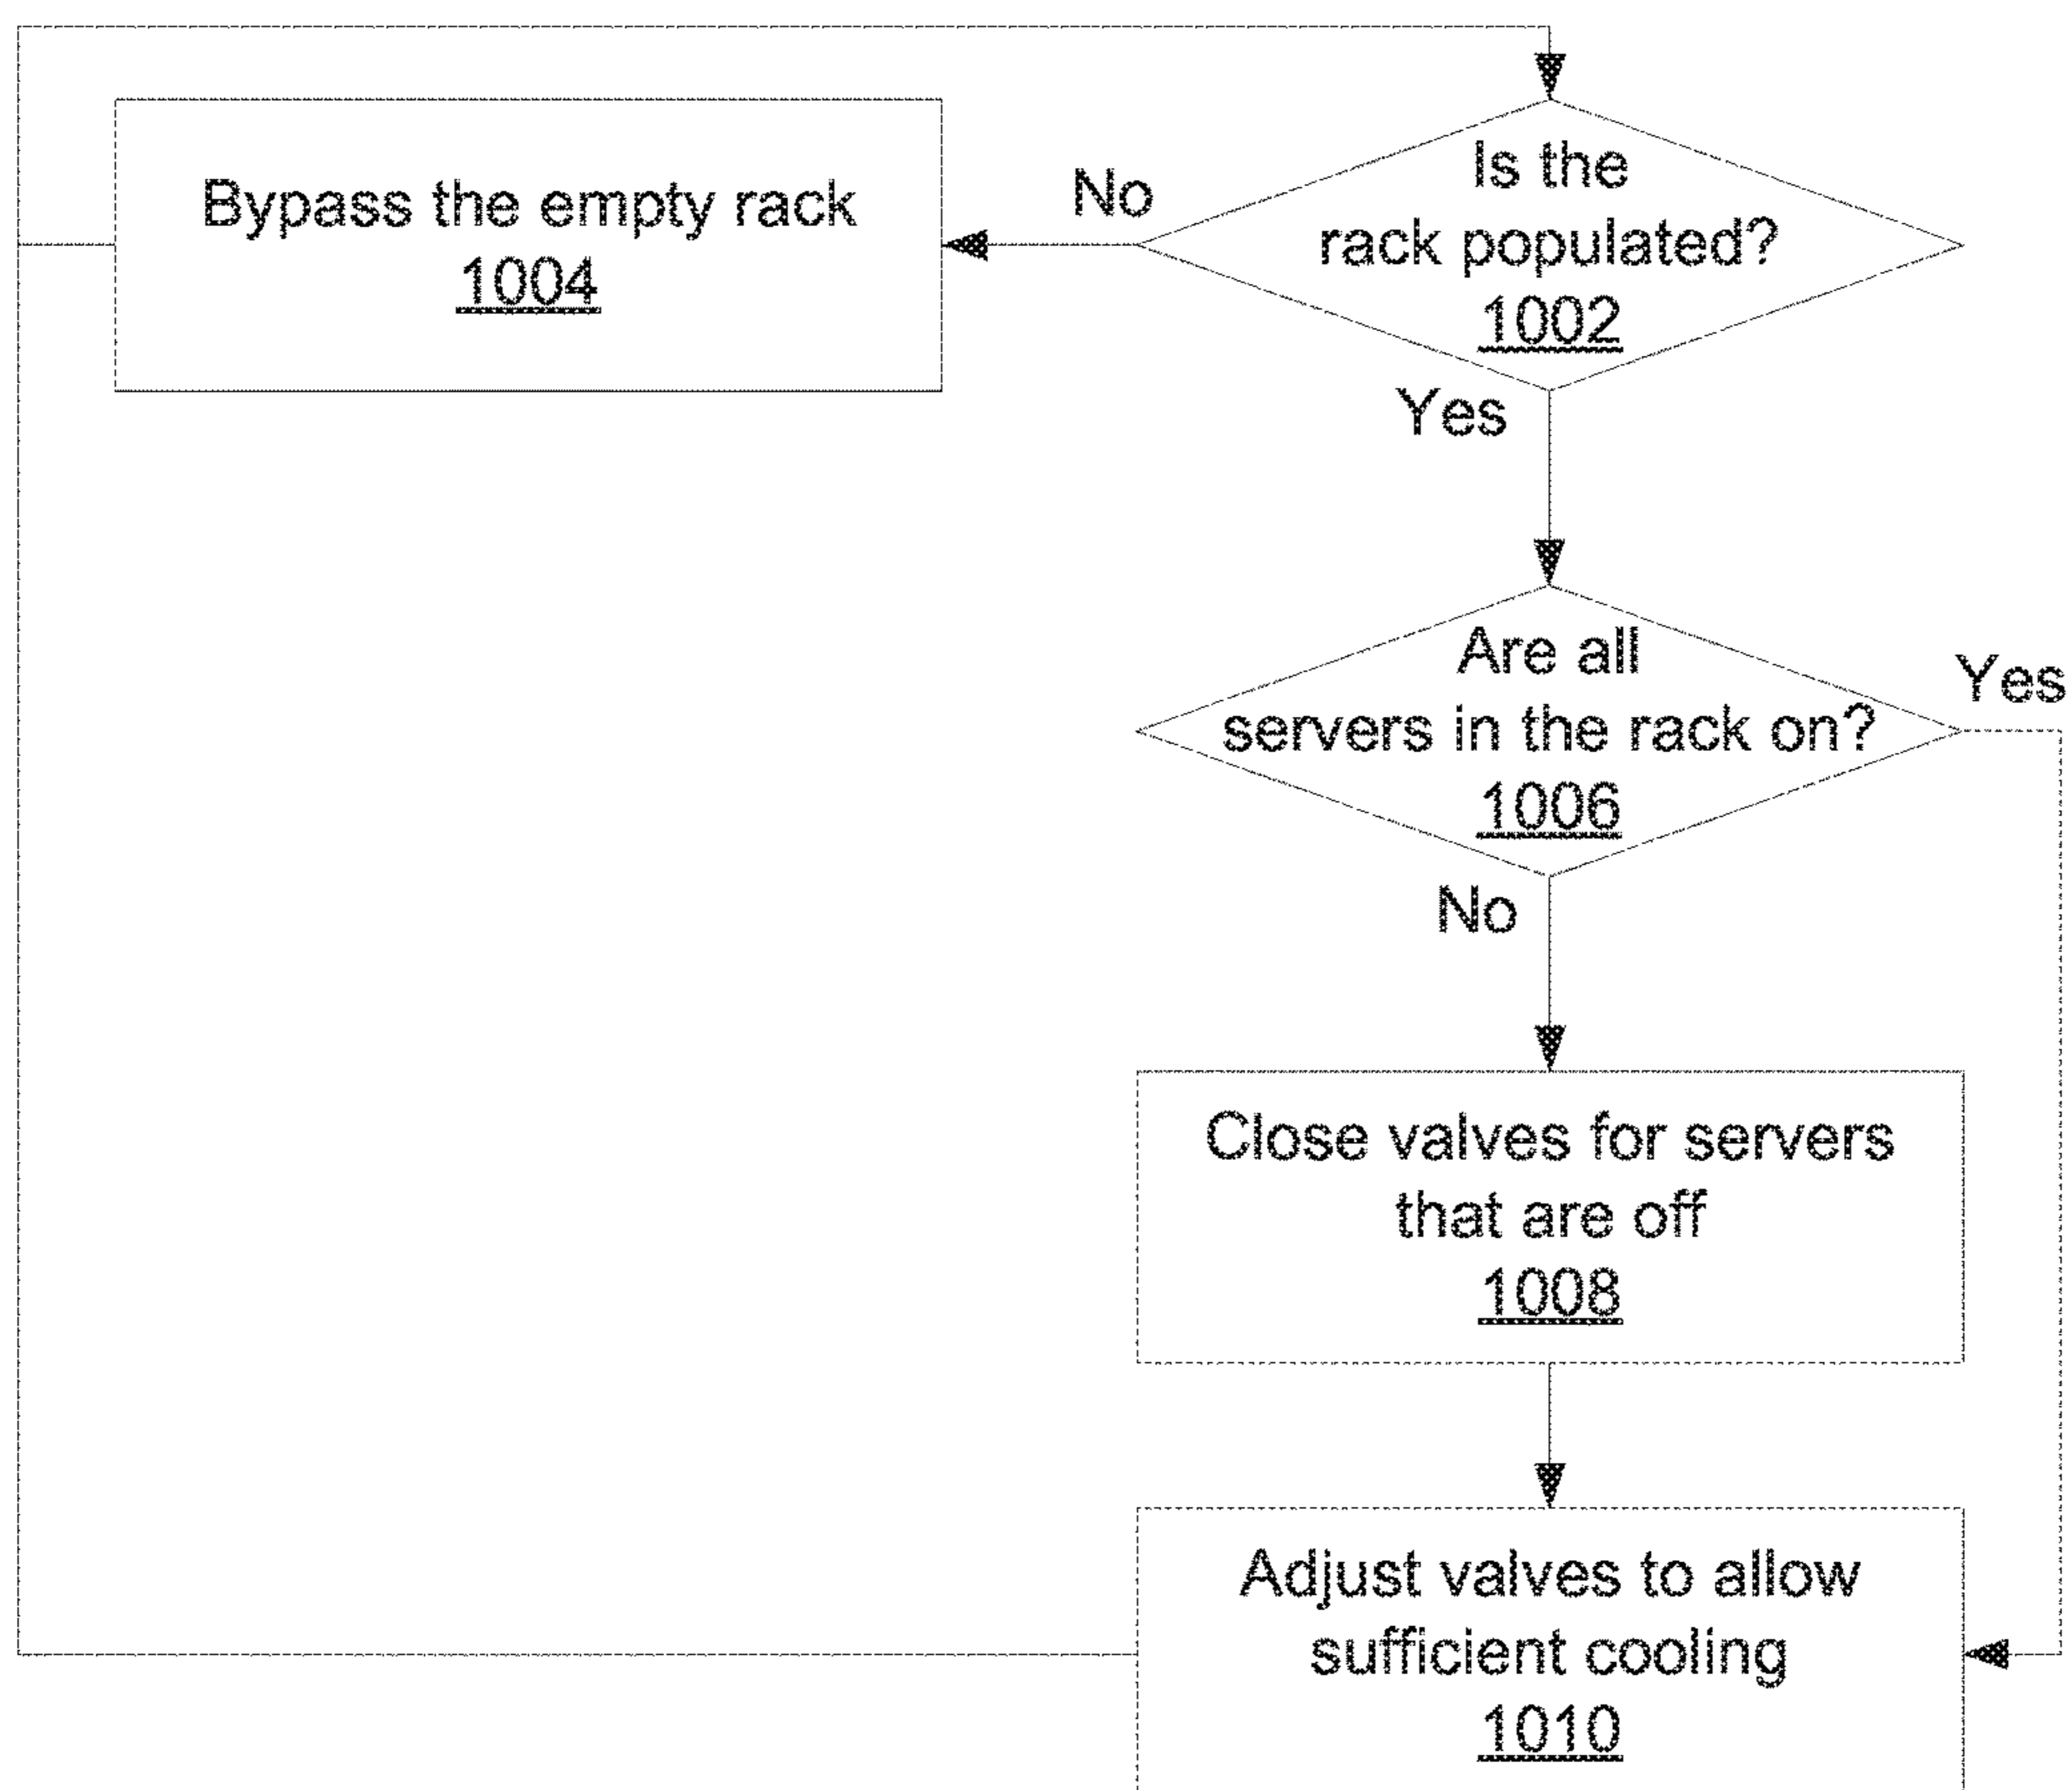 Is the
rack populated?
1002
No
Bypass the empty rack
1004
Yes
Are all
servers in the rack on?
1006
Yes
No
Close valves for servers
that are off
1008
Adjust valves to allow
sufficient cooling
1010